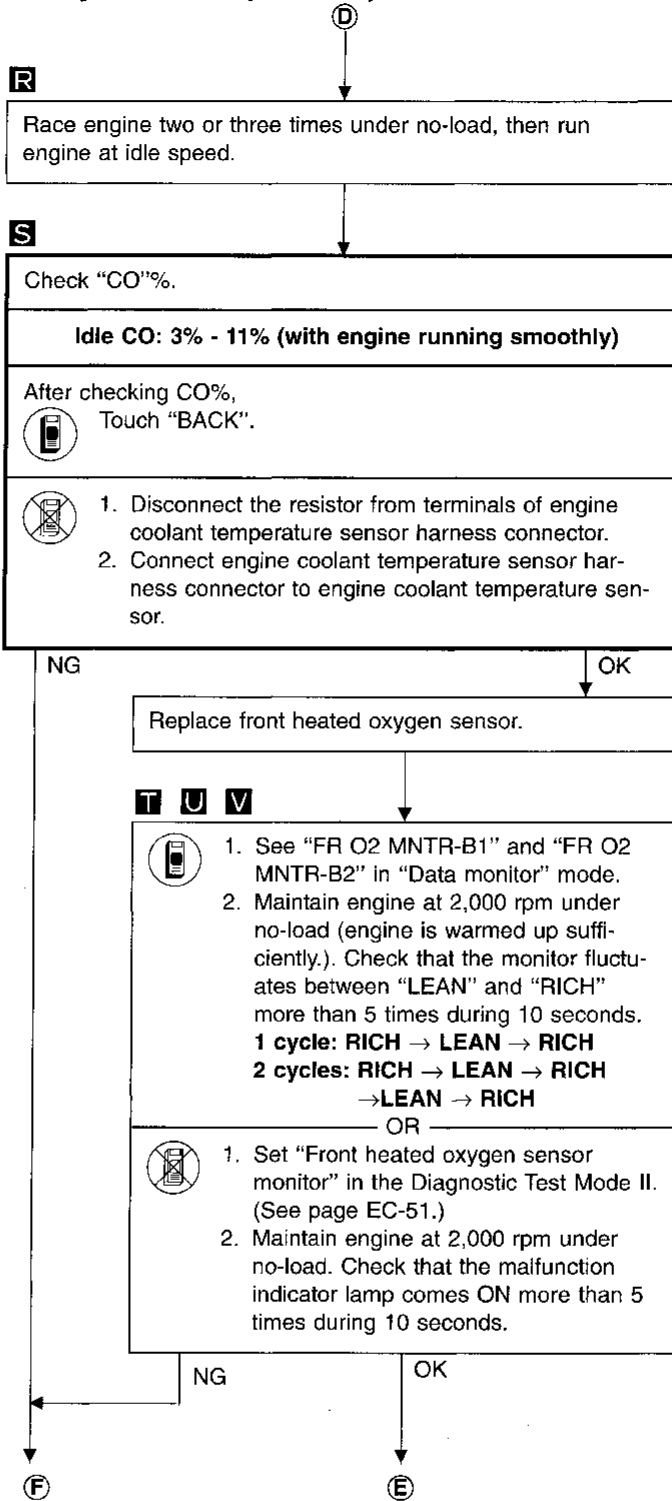 D
R
Race engine two or three times under no-load, then run
engine at idle speed.
S
Check “CO”%.
Idle CO: 3% - 11% (with engine running smoothly)
After checking CO%,
Touch “BACK”.
1. Disconnect the resistor from terminals of engine
coolant temperature sensor harness connector.
2. Connect engine coolant temperature sensor har-
ness connector to engine coolant temperature sen-
sor.
NG
OK
Replace front heated oxygen sensor.
T U V
1. See “FR O2 MNTR-B1” and “FR O2
MNTR-B2” in “Data monitor” mode.
2. Maintain engine at 2,000 rpm under
no-load (engine is warmed up suffi-
ciently.). Check that the monitor fluctu-
ates between “LEAN” and “RICH”
more than 5 times during 10 seconds.
1 cycle: RICH → LEAN → RICH
2 cycles: RICH → LEAN → RICH
→LEAN → RICH
OR
1. Set “Front heated oxygen sensor
monitor” in the Diagnostic Test Mode II.
(See page EC-51.)
2. Maintain engine at 2,000 rpm under
no-load. Check that the malfunction
indicator lamp comes ON more than 5
times during 10 seconds.
NG
OK
F
E